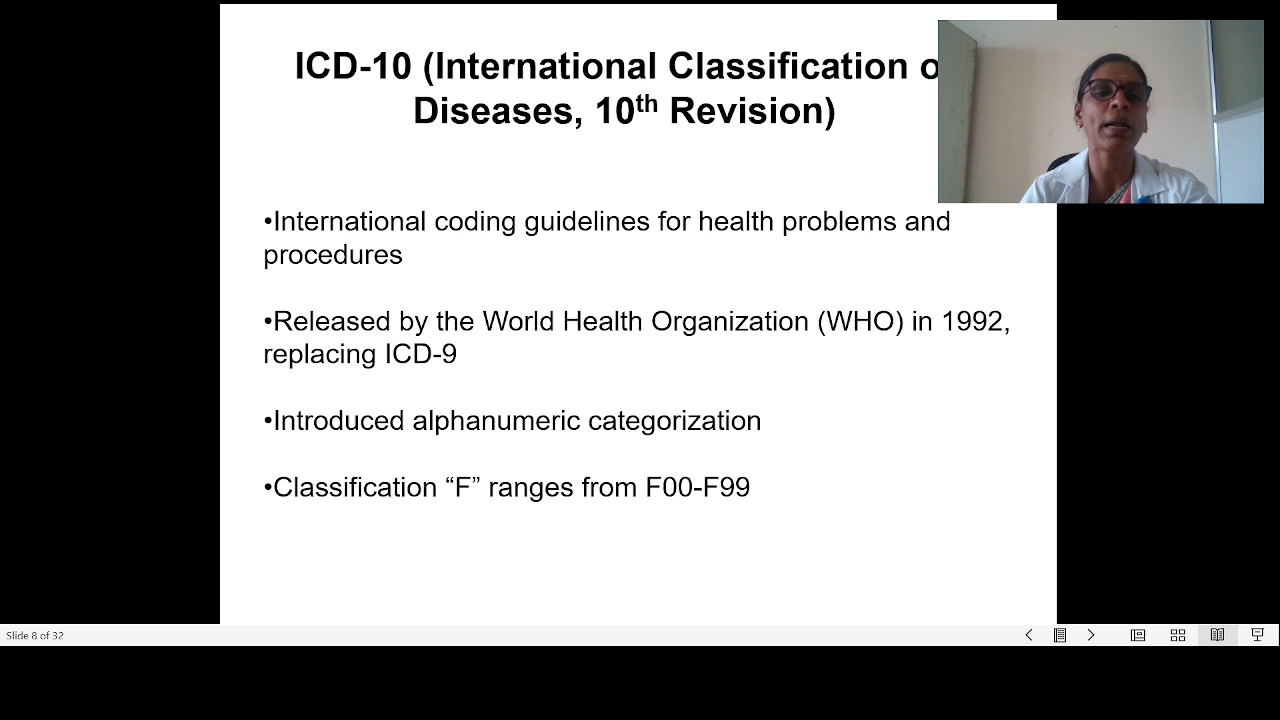 ICD-10 (International Classification o
Diseases, 10th Revision)
•International coding guidelines for health problems and
procedures
•Released by the World Health Organization (WHO) in 1992,
replacing ICD-9
•Introduced alphanumeric categorization
•Classification “F” ranges from F00-F99
Slide 8 of 32